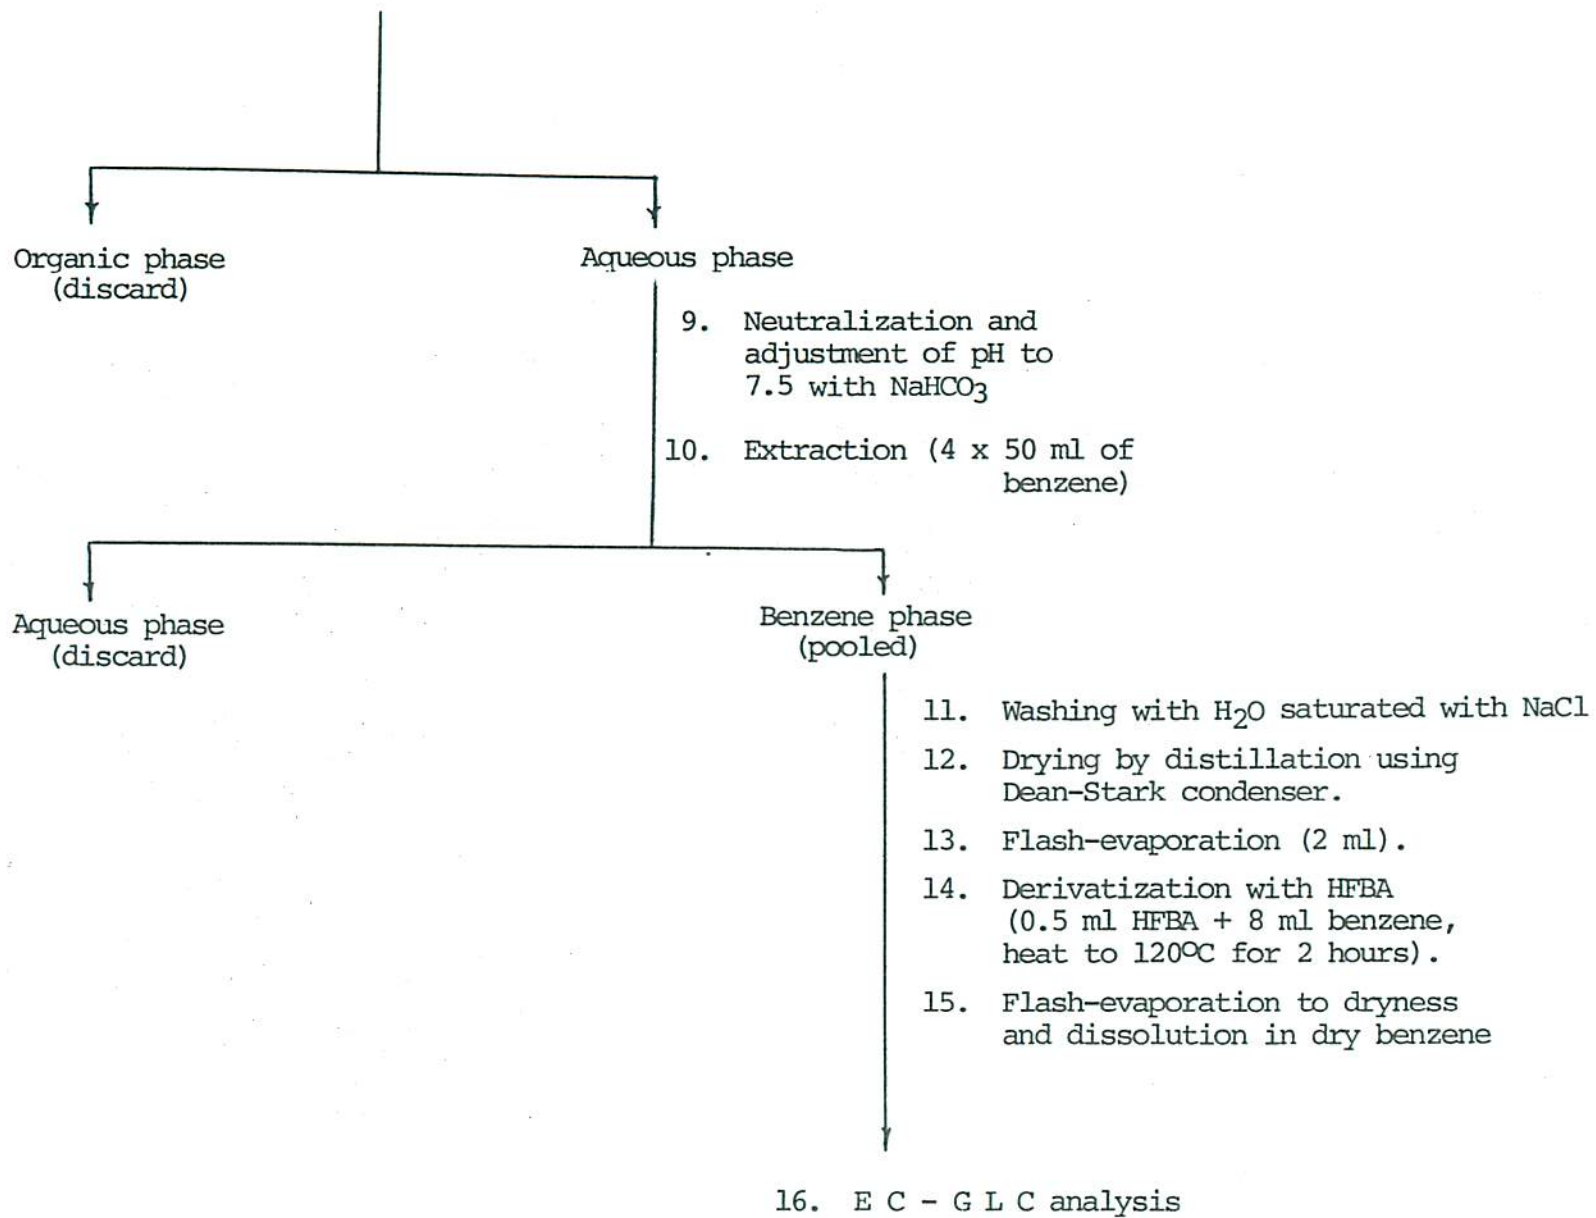 Organic phase
(discard)
Aqueous phase
9. Neutralization and
adjustment of pH to
7.5 with NaHCO3
10. Extraction (4 x 50 ml of
benzene)
Aqueous phase
(discard)
Benzene phase
(pooled)
11. Washing with H2O saturated with NaCl
12. Drying by distillation using
Dean-Stark condenser.
13. Flash-evaporation (2 ml).
14. Derivatization with HFBA
(0.5 ml HFBA + 8 ml benzene,
heat to 120ºC for 2 hours).
15. Flash-evaporation to dryness
and dissolution in dry benzene
16. E C - G L C analysis